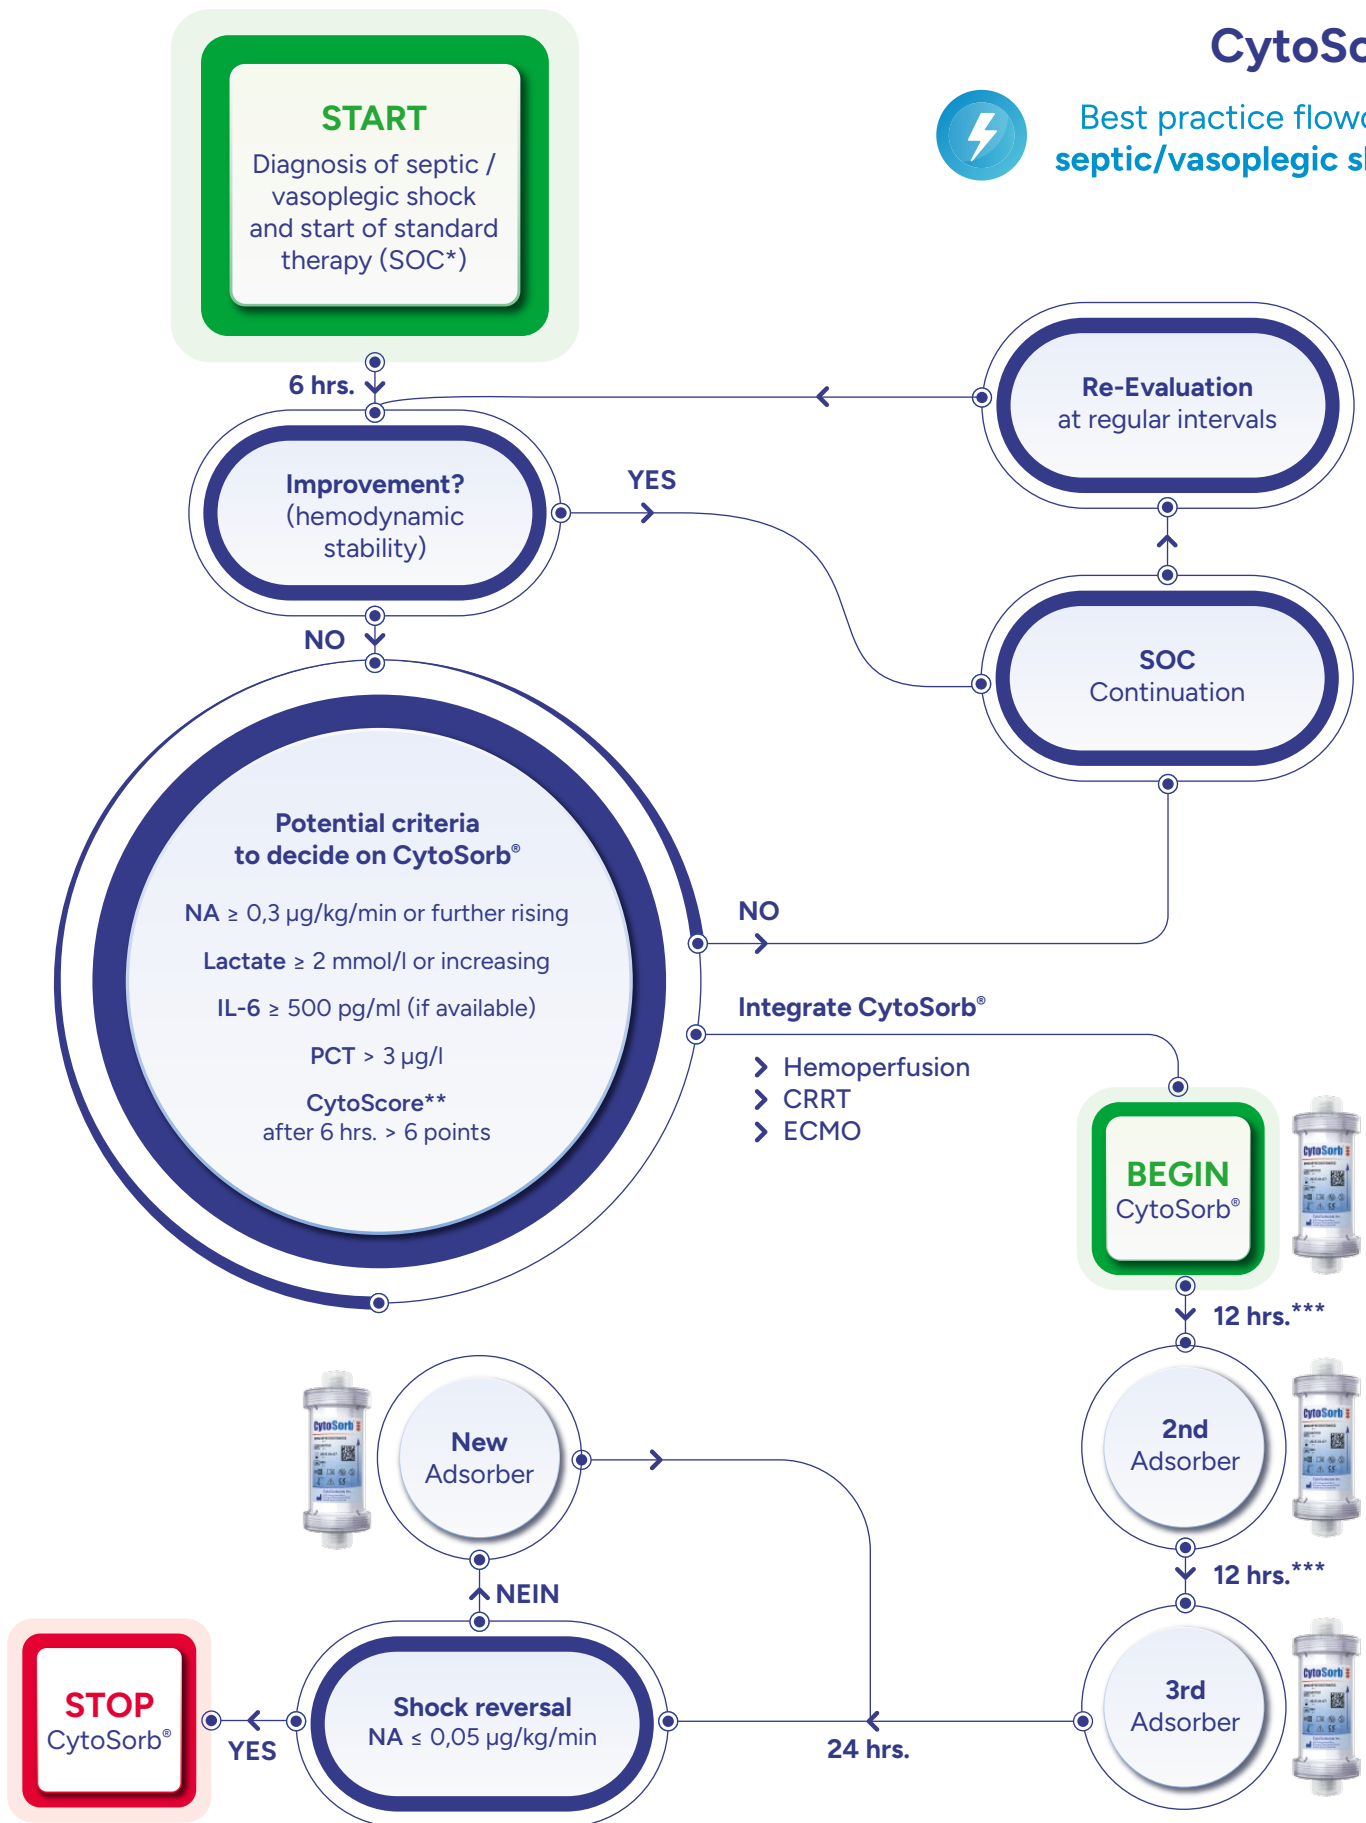 CytoSo
Best practice flow
septic/vasoplegic s
START
Diagnosis of septic /
vasoplegic shock
and start of standard
therapy (SOC*)
6 hrs.
Re-Evaluation
at regular intervals
Improvement?
(hemodynamic
stability)
YES
NO
SOC
Continuation
Potential criteria
to decide on CytoSorb®
NA ≥ 0,3 µg/kg/min or further rising
Lactate ≥ 2 mmol/l or increasing
IL-6 ≥ 500 pg/ml (if available)
PCT > 3 µg/l
CytoScore**
after 6 hrs. > 6 points
NO
Integrate CytoSorb®
Hemoperfusion
CRRT
ECMO
BEGIN
CytoSorb®
CytoSorb
12 hrs.***
2nd
Adsorber
CytoSorb
12 hrs.***
3rd
Adsorber
CytoSorb
24 hrs.
CytoSorb
New
Adsorber
NEIN
Shock reversal
NA ≤ 0,05 µg/kg/min
YES
STOP
CytoSorb®